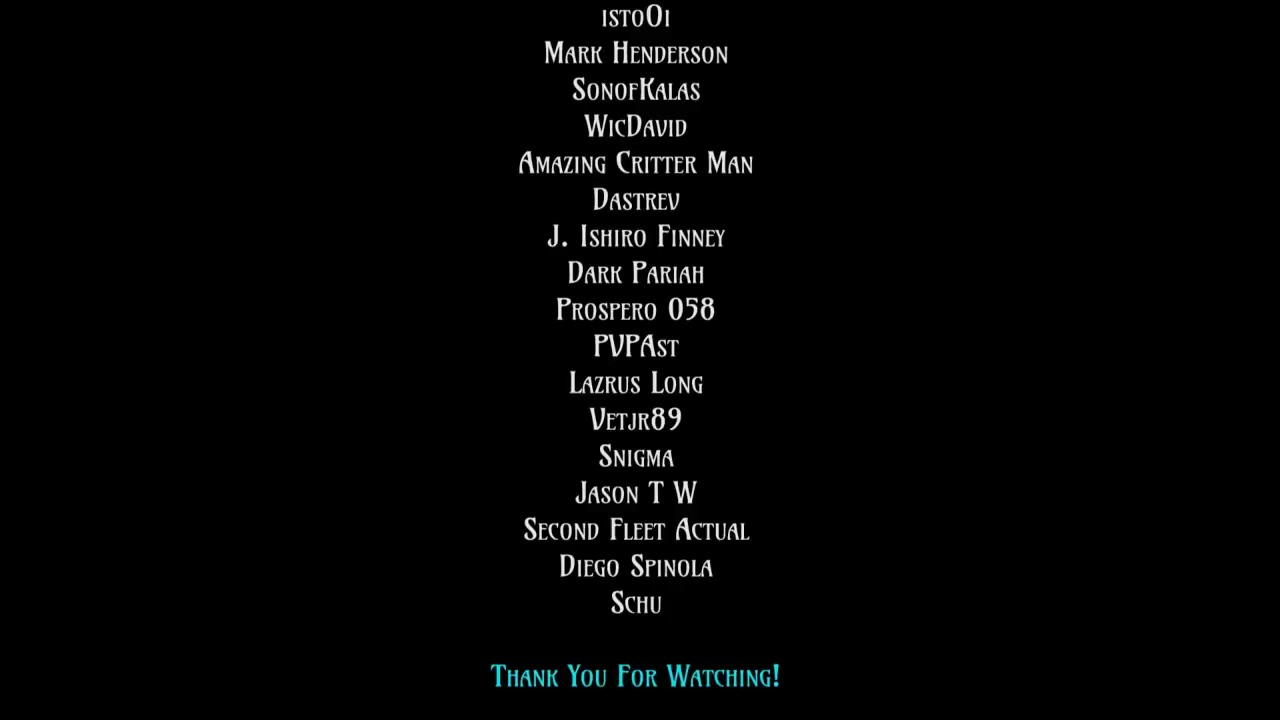 isto0i
Mark Henderson
SonofKalas
WicDavid
Amazing Critter Man
Dastrev
J. Ishiro Finney
Dark Pariah
Prospero 058
PVPAst
Lazrus Long
Vetjr89
Snigma
Jason T W
Second Fleet Actual
Diego Spinola
Schu
Thank You For Watching!